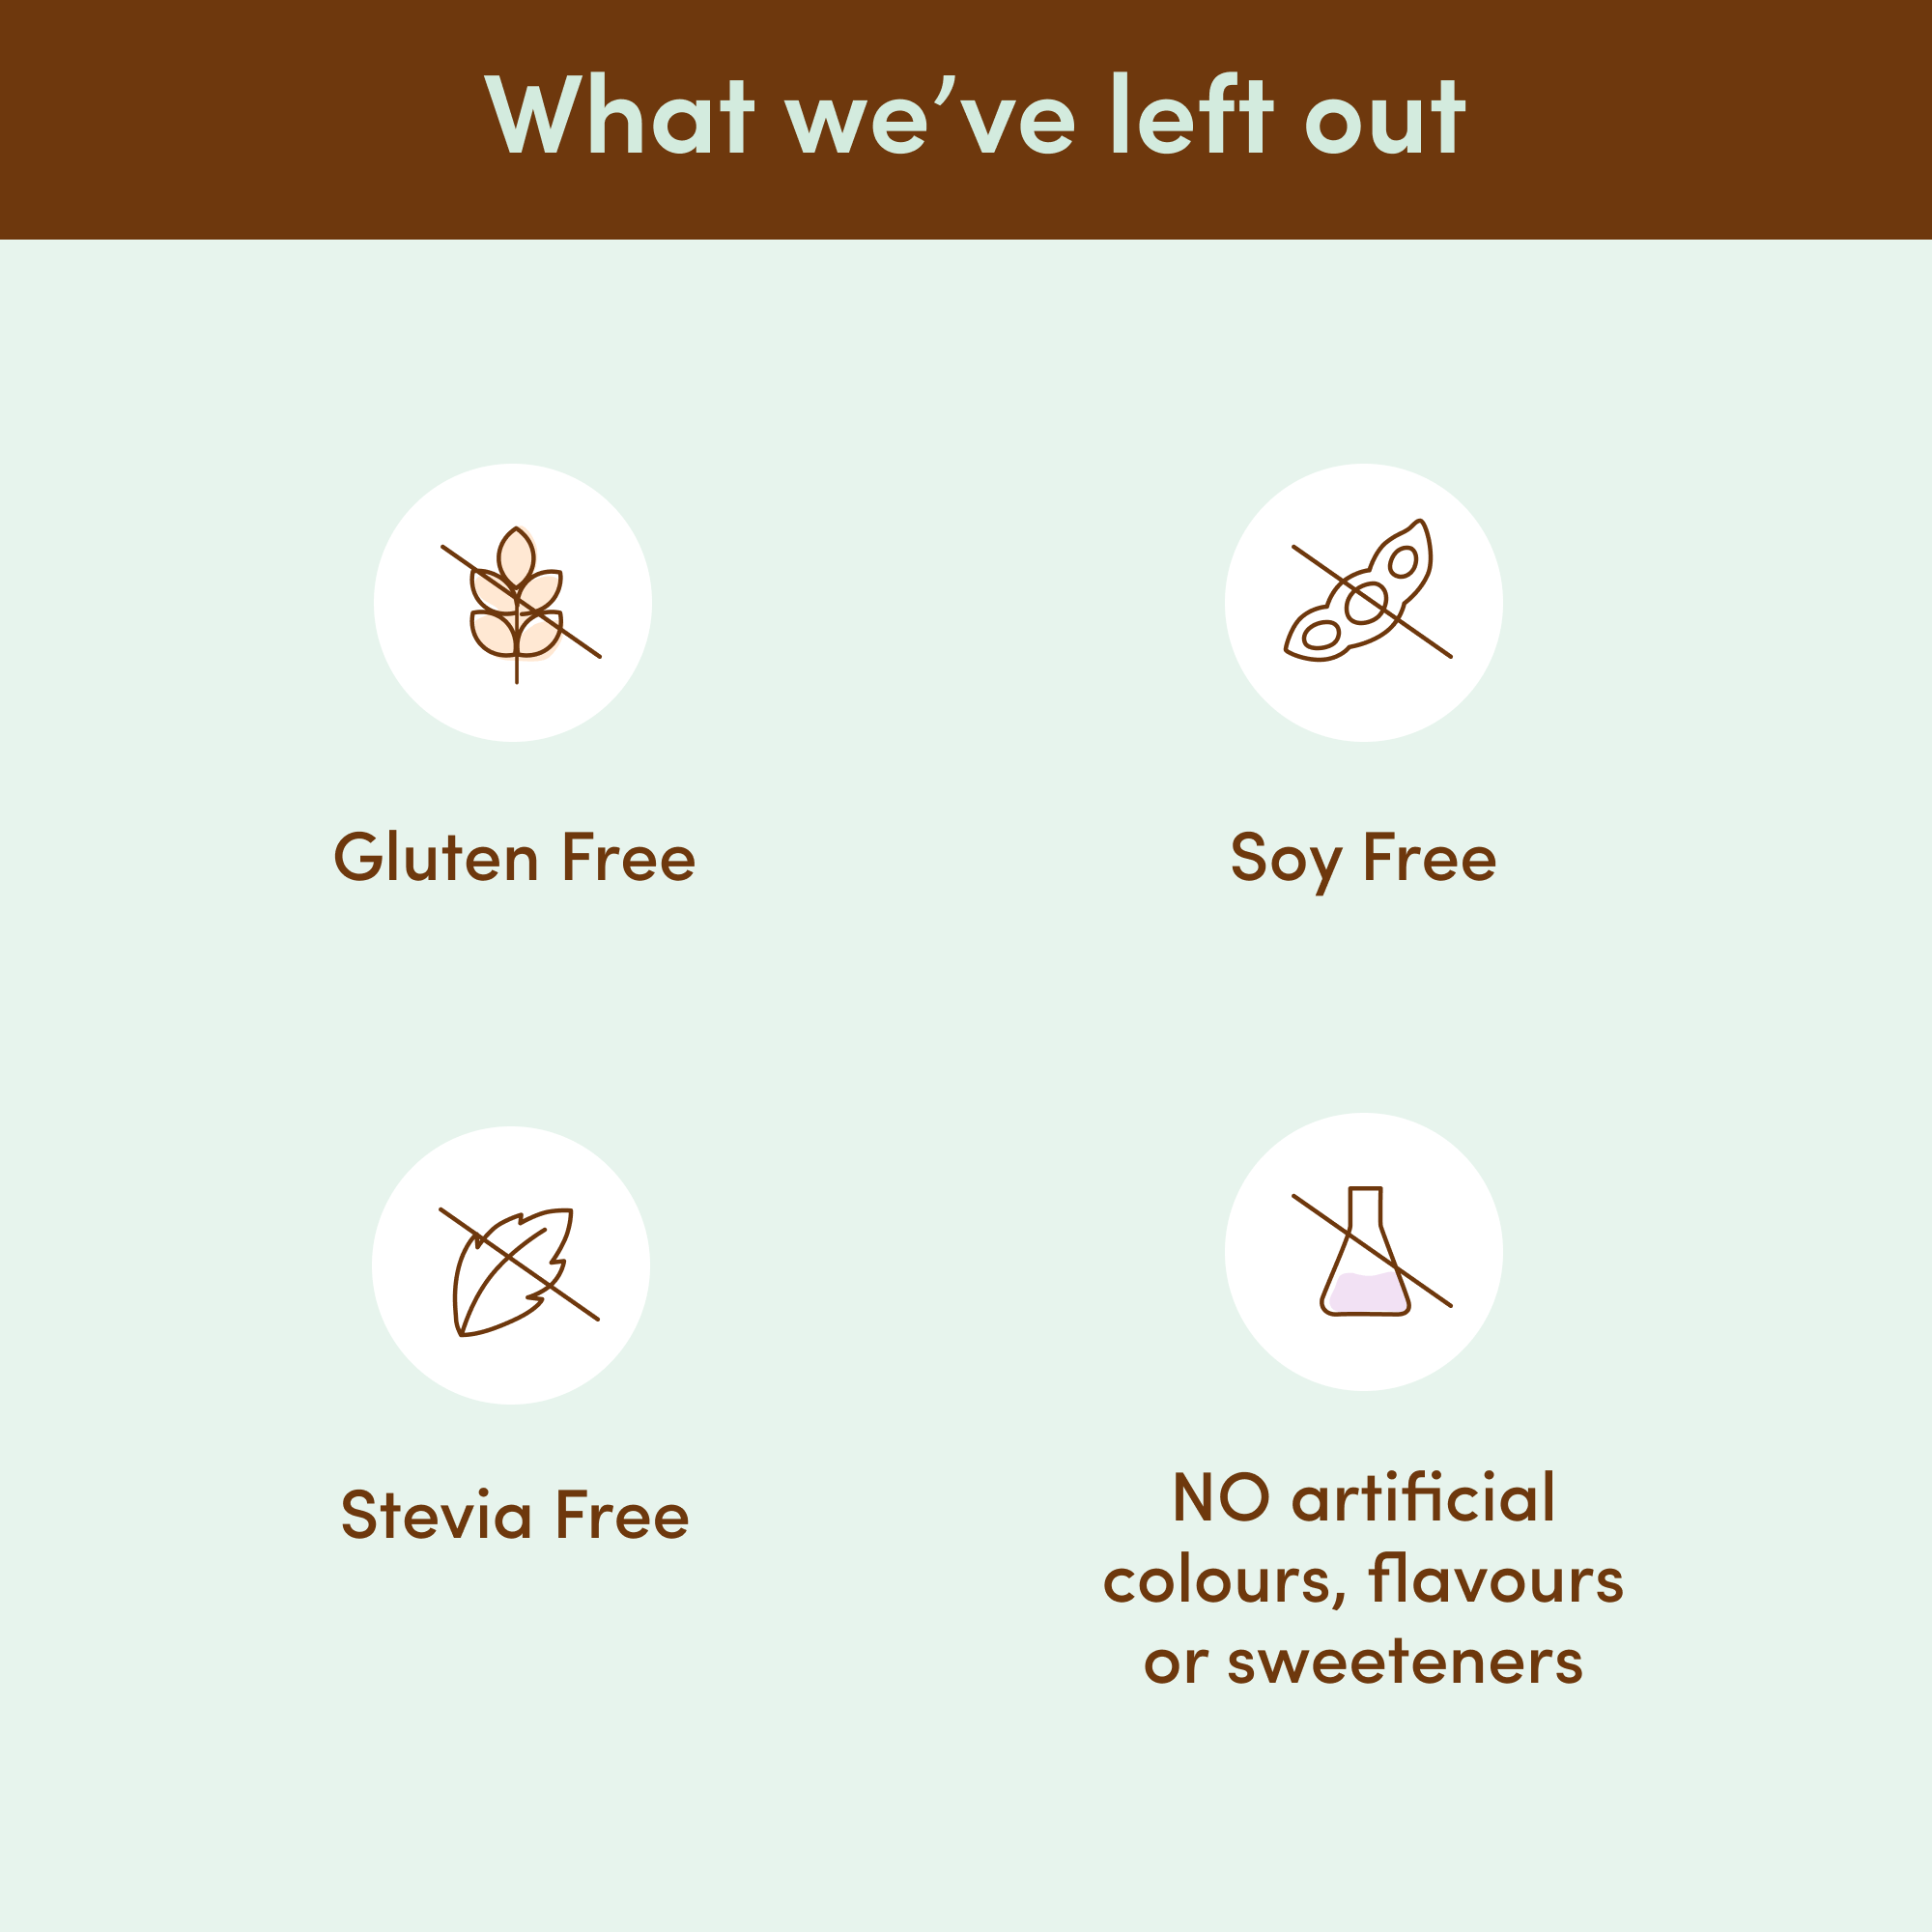 What we’ve left out
Gluten Free
Soy Free
Stevia Free
NO artificial
colours, flavours
or sweeteners